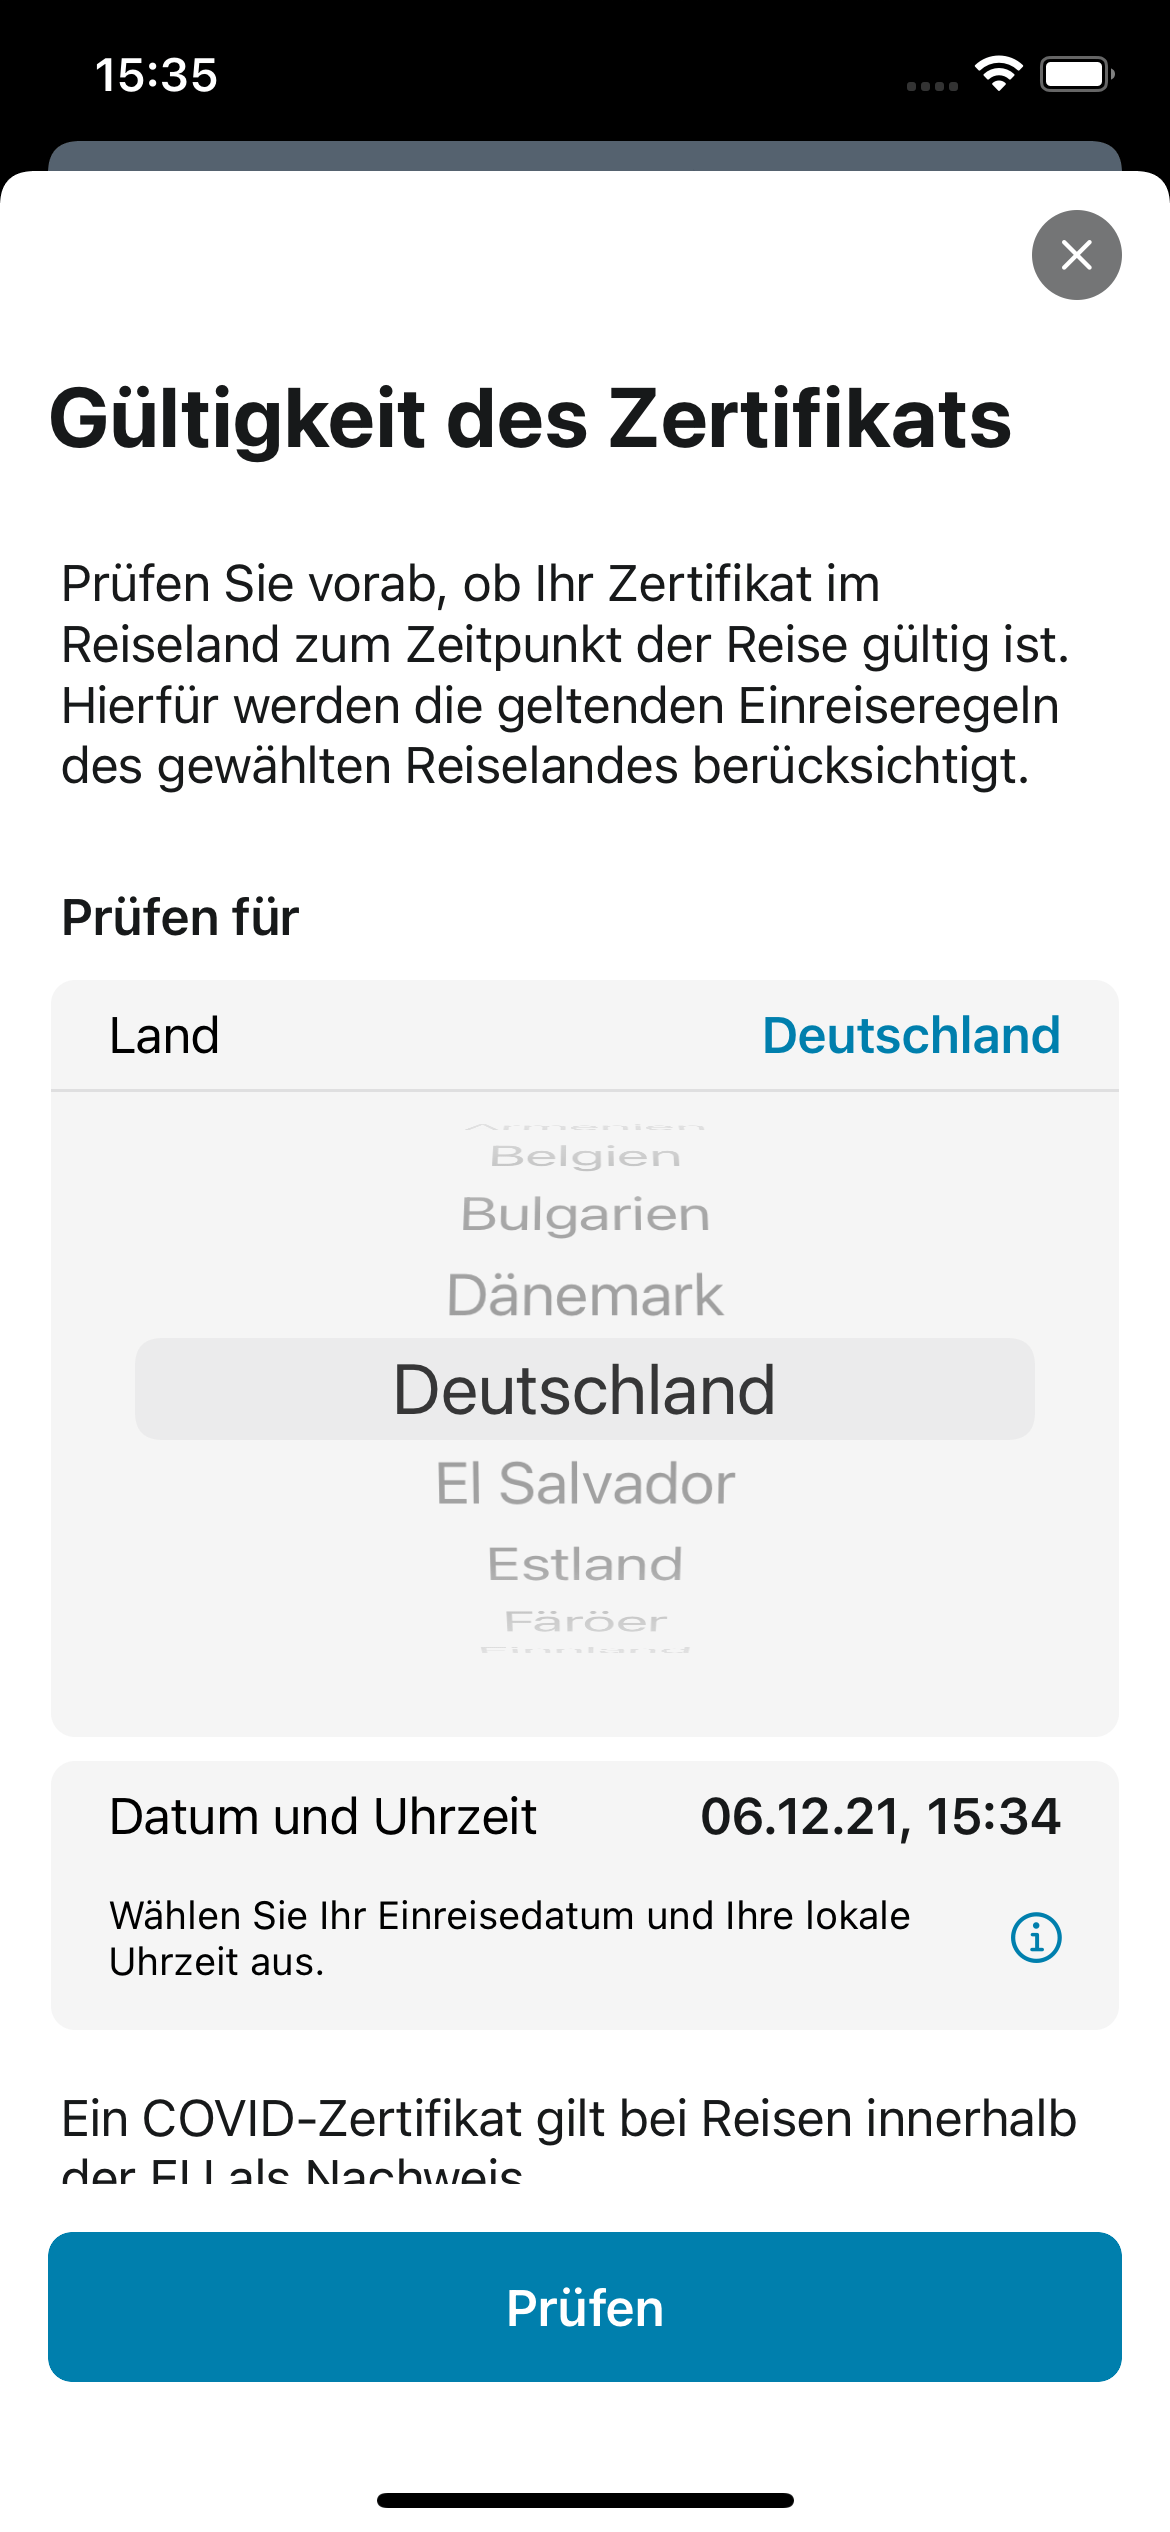 15:35
Gültigkeit des Zertifikats
Prüfen Sie vorab, ob Ihr Zertifikat im
Reiseland zum Zeitpunkt der Reise gültig ist.
Hierfür werden die geltenden Einreiseregeln
des gewählten Reiselandes berücksichtigt.
Prüfen für
Land Deutschland
Armenien
Belgien
Bulgarien
Dänemark
Deutschland
El Salvador
Estland
Färöer
Finnland
Datum und Uhrzeit 06.12.21, 15:34
Wählen Sie Ihr Einreisedatum und Ihre lokale
Uhrzeit aus.
Ein COVID-Zertifikat gilt bei Reisen innerhalb
der EU als Nachweis
Prüfen